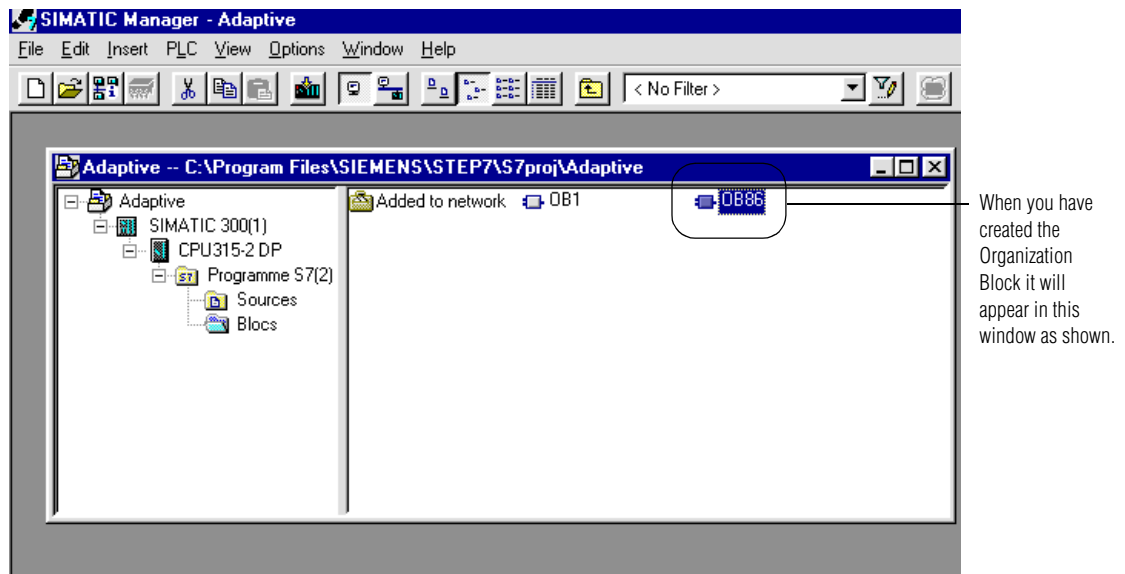 SIMATIC Manager - Adaptive
File Edit Insert PLC View Options Window Help
< No Filter >
Adaptive -- C:\Program Files\SIEMENS\STEP7\S7proj\Adaptive
Adaptive
SIMATIC 300(1)
CPU315-2 DP
Programme S7(2)
Sources
Blocs
Added to network
OB1
OB86
When you have
created the
Organization
Block it will
appear in this
window as shown.